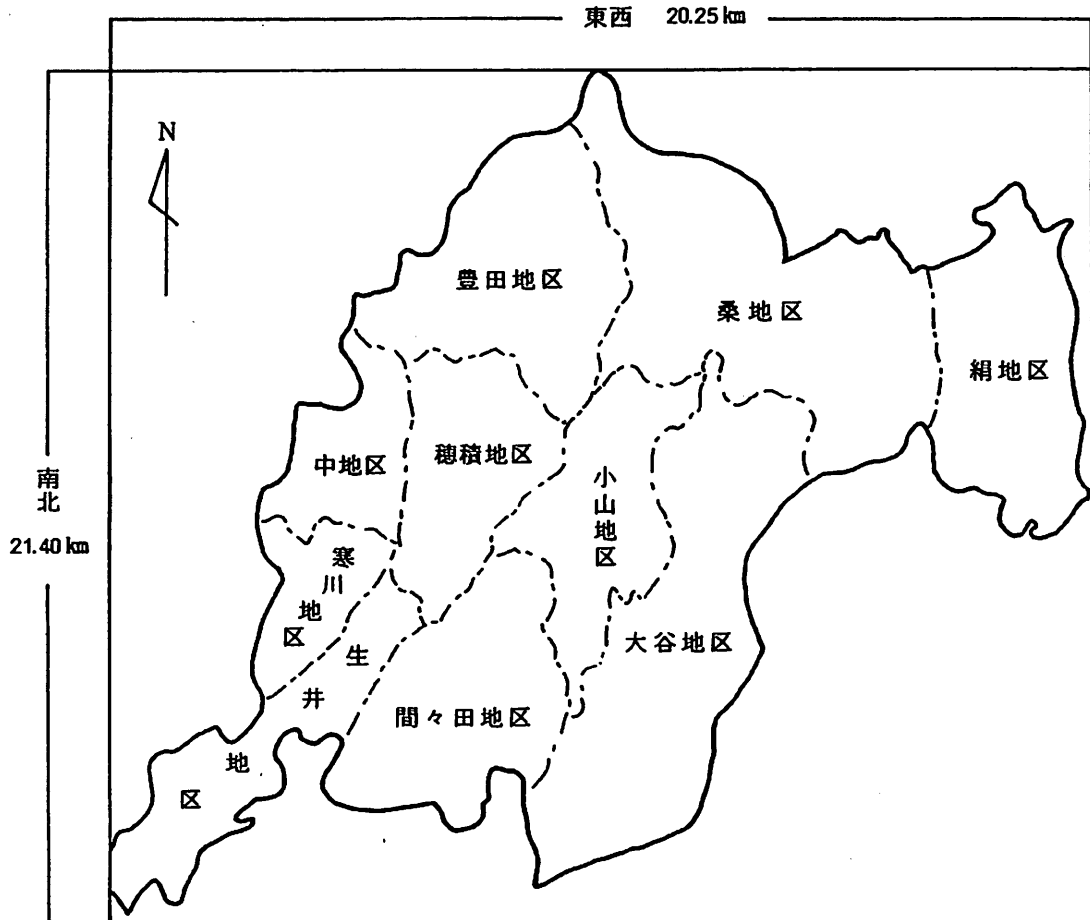 東西 20.25km
N
豊田地区
桑地区
絹地区
中地区
穂積地区
小山地区
南北
21.40km
寒川地区
大谷地区
生井地区
間々田地区